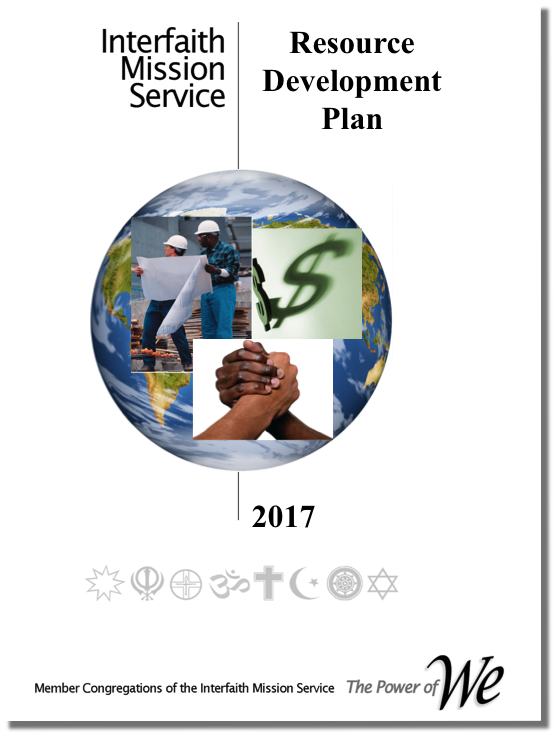 Interfaith
Mission
Service
Resource
Development
Plan
$
2017
Member Congregations of the Interfaith Mission Service The Power of We